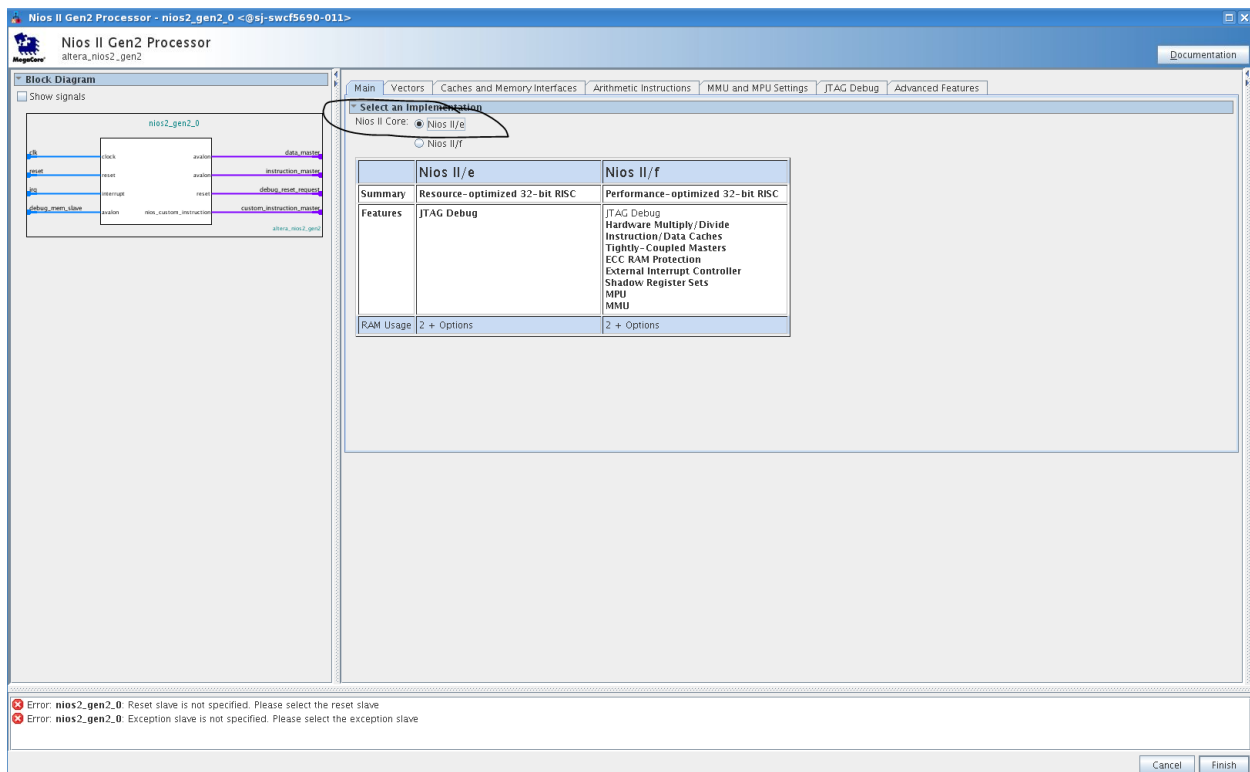 Nios II Gen2 Processor - nios2_gen2_0 <@sj-swcf5690-011>
Nios II Gen2 Processor
altera_nios2_gen2
MegaCore'
Documentation
Block Diagram
Show signals
nios2_gen2_0
clk
clock
avalon
data_master
reset
reset
avalon
instruction_master
irq
interrupt
reset
debug_reset_request
debug_mem_slave
avalon
nios_custom_instruction
custom_instruction_master
altera_nios2_gen2
Main Vectors Caches and Memory Interfaces Arithmetic Instructions MMU and MPU Settings JTAG Debug Advanced Features
Select an Implementation
Nios II Core: Nios II/e
Nios II/f
Nios II/e Nios II/f
Summary Resource-optimized 32-bit RISC Performance-optimized 32-bit RISC
Features JTAG Debug JTAG Debug
Hardware Multiply/Divide
Instruction/Data Caches
Tightly-Coupled Masters
ECC RAM Protection
External Interrupt Controller
Shadow Register Sets
MPU
MMU
RAM Usage 2 + Options 2 + Options
Error: nios2_gen2_0: Reset slave is not specified. Please select the reset slave
Error: nios2_gen2_0: Exception slave is not specified. Please select the exception slave
Cancel Finish